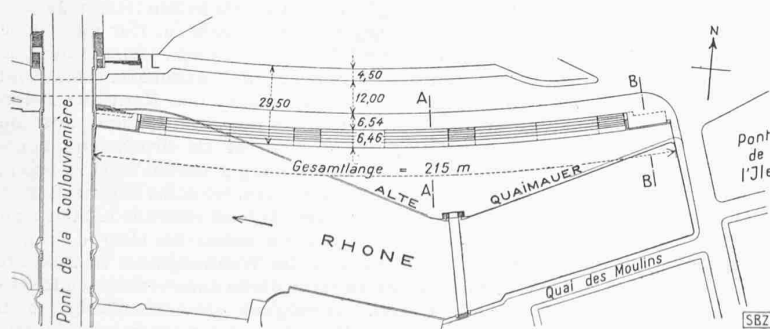 N
L
4,50
12,00
29,50
6,54
6,46
A
B
Gesamtlänge = 215 m
ALTE QUAIMAUER
A
B
RHONE
Pont de la Coulouvrenière
Pont
de
l'Ile
Quai des Moulins
SBZ